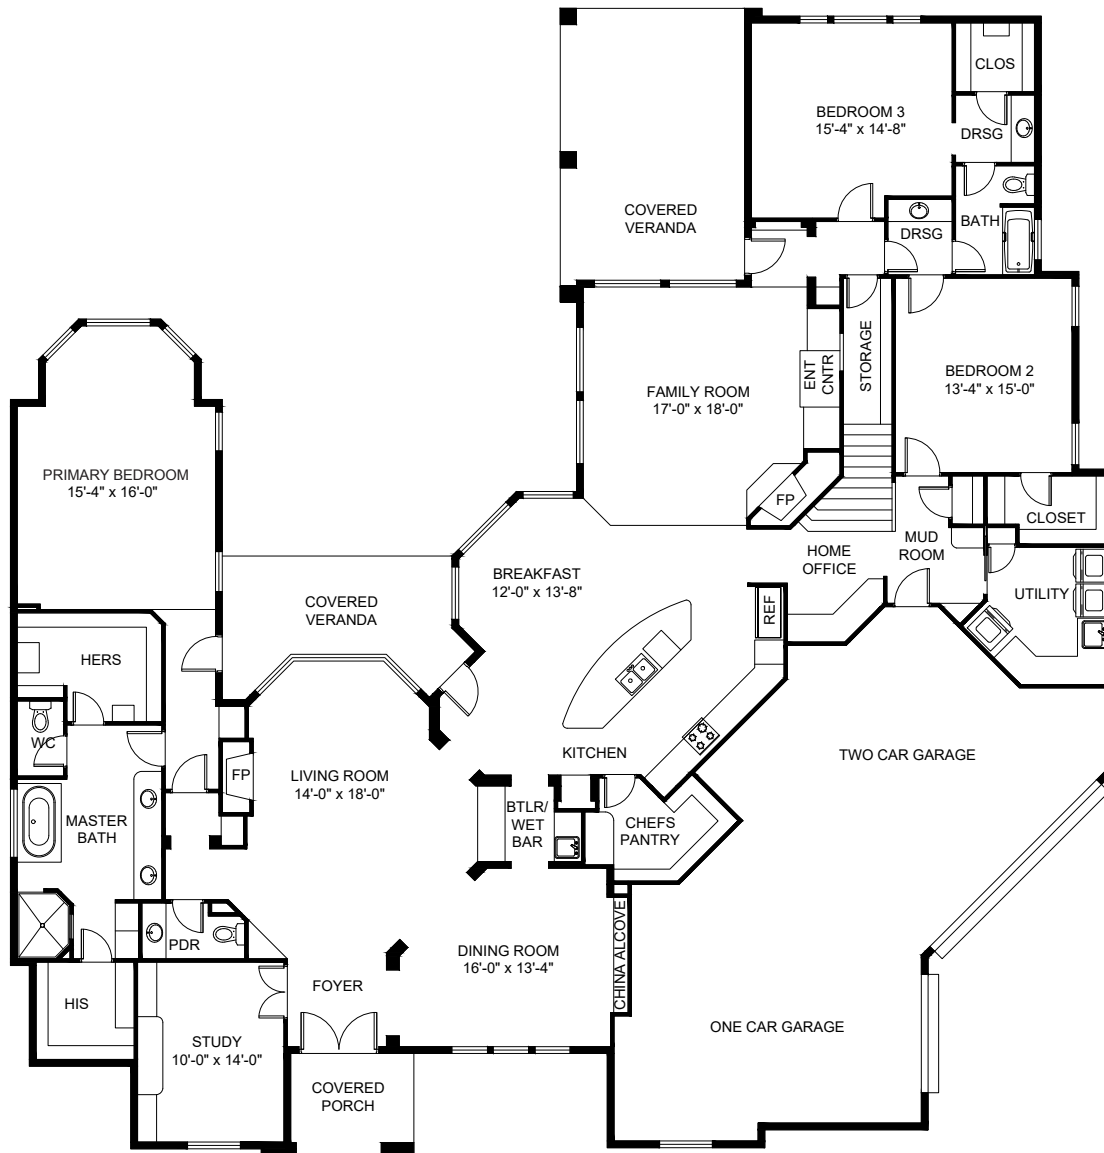 CLOS
BEDROOM 3
15'-4" x 14'-8"
DRSG
COVERED
VERANDA
BATH
DRSG
STORAGE
ENT
CNTR
BEDROOM 2
13'-4" x 15'-0"
FAMILY ROOM
17'-0" x 18'-0"
PRIMARY BEDROOM
15'-4" x 16'-0"
FP
CLOSET
MUD
ROOM
HOME
OFFICE
BREAKFAST
12'-0" x 13'-8"
UTILITY
COVERED
VERANDA
REF
HERS
WC
KITCHEN
TWO CAR GARAGE
FP
LIVING ROOM
14'-0" x 18'-0"
BTLR/
WET
BAR
MASTER
BATH
CHEFS
PANTRY
CHINA ALCOVE
PDR
DINING ROOM
16'-0" x 13'-4"
FOYER
HIS
ONE CAR GARAGE
STUDY
10'-0" x 14'-0"
COVERED
PORCH